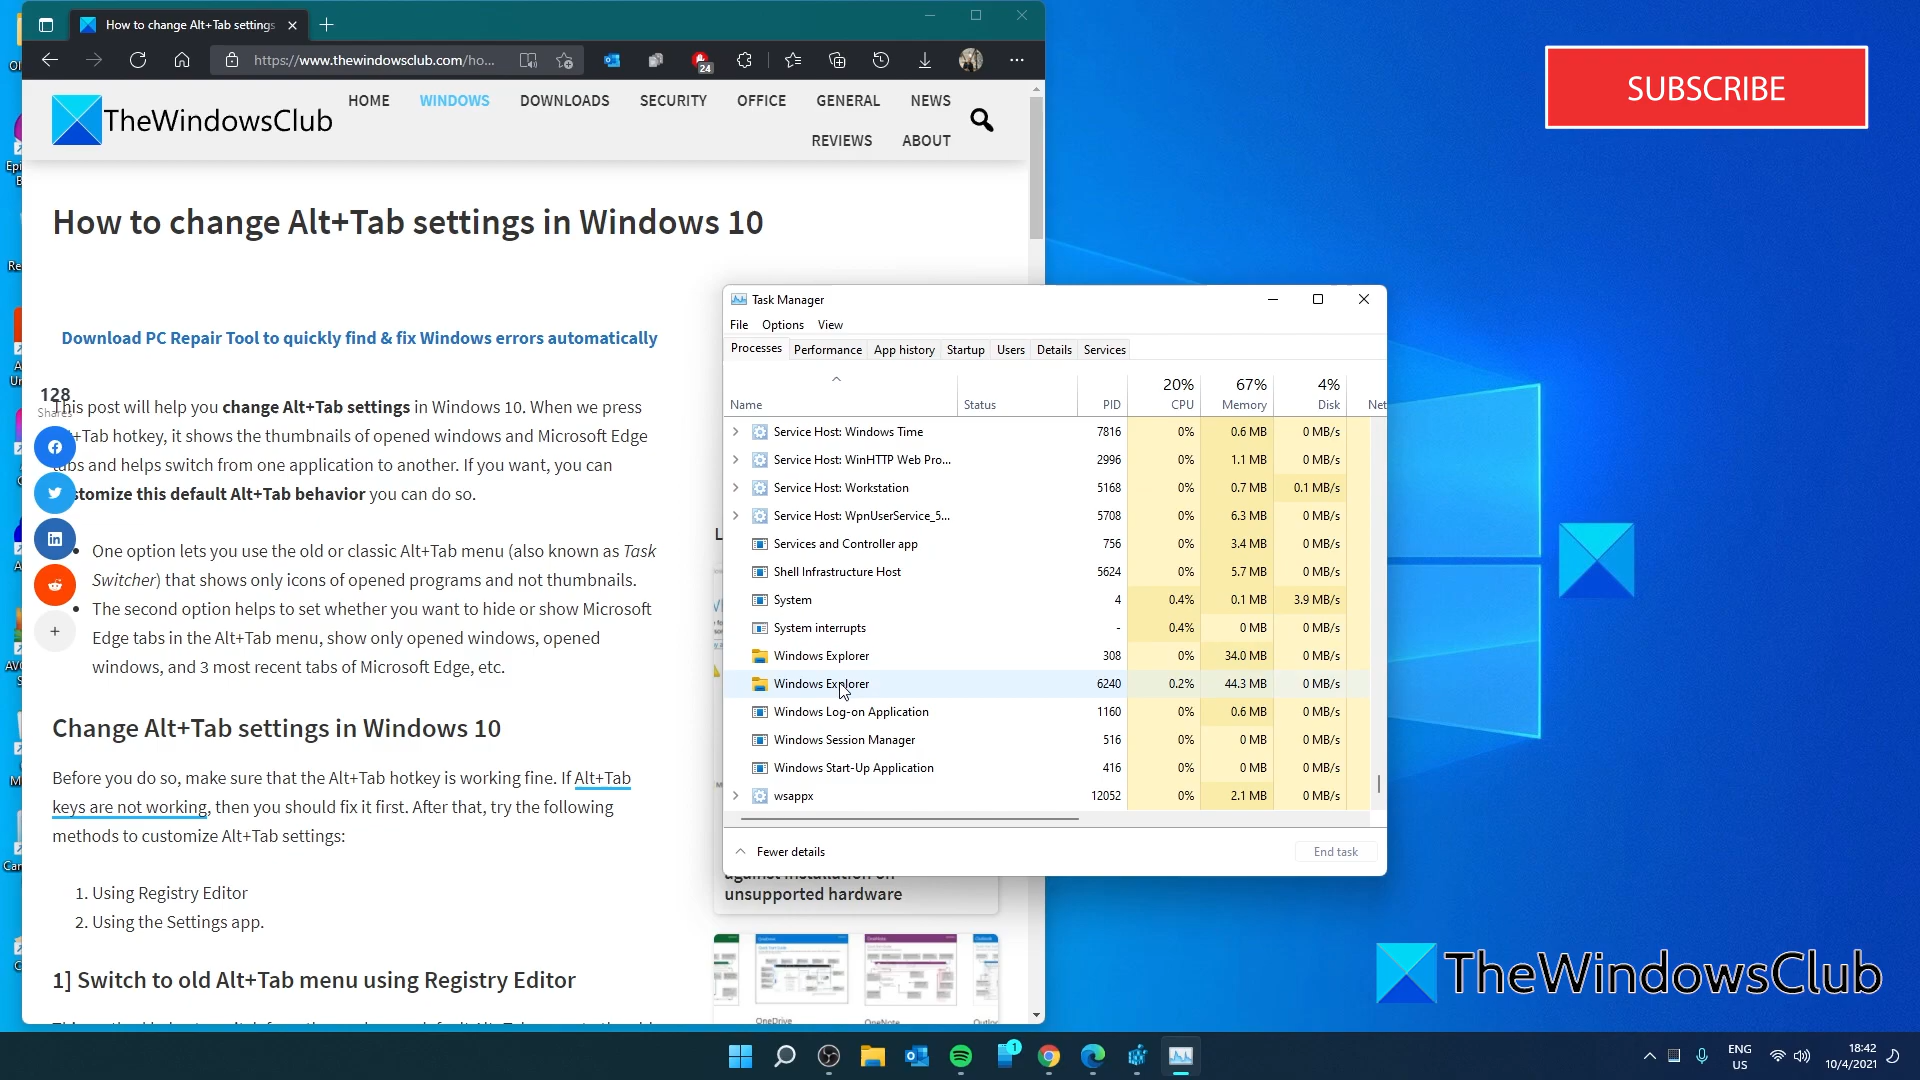 How to change Alt+Tab settings
https://www.thewindowsclub.com/ho...
24
TheWindowsClub
HOME WINDOWS DOWNLOADS SECURITY OFFICE GENERAL NEWS
REVIEWS ABOUT
SUBSCRIBE
How to change Alt+Tab settings in Windows 10
Download PC Repair Tool to quickly find & fix Windows errors automatically
128
Shares
This post will help you change Alt+Tab settings in Windows 10. When we press
+Tab hotkey, it shows the thumbnails of opened windows and Microsoft Edge
tabs and helps switch from one application to another. If you want, you can
stomize this default Alt+Tab behavior you can do so.
One option lets you use the old or classic Alt+Tab menu (also known as Task
Switcher) that shows only icons of opened programs and not thumbnails.
The second option helps to set whether you want to hide or show Microsoft
Edge tabs in the Alt+Tab menu, show only opened windows, opened
windows, and 3 most recent tabs of Microsoft Edge, etc.
Change Alt+Tab settings in Windows 10
Before you do so, make sure that the Alt+Tab hotkey is working fine. If Alt+Tab
keys are not working, then you should fix it first. After that, try the following
methods to customize Alt+Tab settings:
1. Using Registry Editor
2. Using the Settings app.
1] Switch to old Alt+Tab menu using Registry Editor
Task Manager
File Options View
Processes Performance App history Startup Users Details Services
20% 67% 4%
Name Status PID CPU Memory Disk Net
Service Host: Windows Time 7816 0% 0.6 MB 0 MB/s
Service Host: WinHTTP Web Pro... 2996 0% 1.1 MB 0 MB/s
Service Host: Workstation 5168 0% 0.7 MB 0.1 MB/s
Service Host: WpnUserService_5... 5708 0% 6.3 MB 0 MB/s
Services and Controller app 756 0% 3.4 MB 0 MB/s
Shell Infrastructure Host 5624 0% 5.7 MB 0 MB/s
System 4 0.4% 0.1 MB 3.9 MB/s
System interrupts - 0.4% 0 MB 0 MB/s
Windows Explorer 308 0% 34.0 MB 0 MB/s
Windows Explorer 6240 0.2% 44.3 MB 0 MB/s
Windows Log-on Application 1160 0% 0.6 MB 0 MB/s
Windows Session Manager 516 0% 0 MB 0 MB/s
Windows Start-Up Application 416 0% 0 MB 0 MB/s
wsappx 12052 0% 2.1 MB 0 MB/s
Fewer details End task
unsupported hardware
OneDrive OneNote
TheWindowsClub
1
ENG
US
18:42
10/4/2021